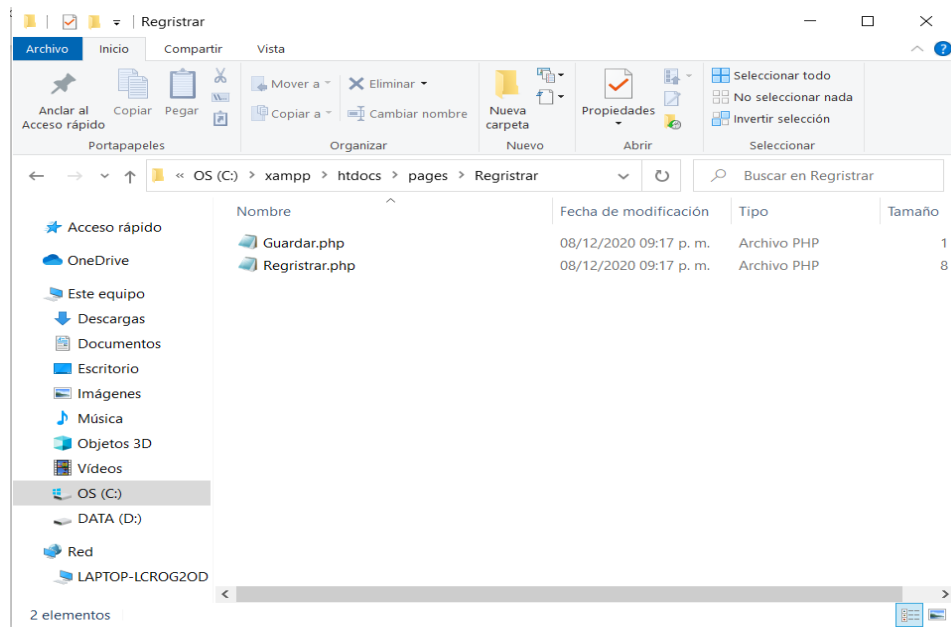 Regristrar
Archivo Inicio Compartir Vista
Anclar al Acceso rápido
Copiar
Pegar
Portapapeles
Mover a
Copiar a
Eliminar
Cambiar nombre
Organizar
Nueva carpeta
Nuevo
Propiedades
Abrir
Seleccionar todo
No seleccionar nada
Invertir selección
Seleccionar
« OS (C:) > xampp > htdocs > pages > Regristrar
Buscar en Regristrar
Nombre Fecha de modificación Tipo Tamaño
Guardar.php 08/12/2020 09:17 p. m. Archivo PHP 1
Regristrar.php 08/12/2020 09:17 p. m. Archivo PHP 8
Acceso rápido
OneDrive
Este equipo
Descargas
Documentos
Escritorio
Imágenes
Música
Objetos 3D
Vídeos
OS (C:)
DATA (D:)
Red
LAPTOP-LCROG2OD
2 elementos